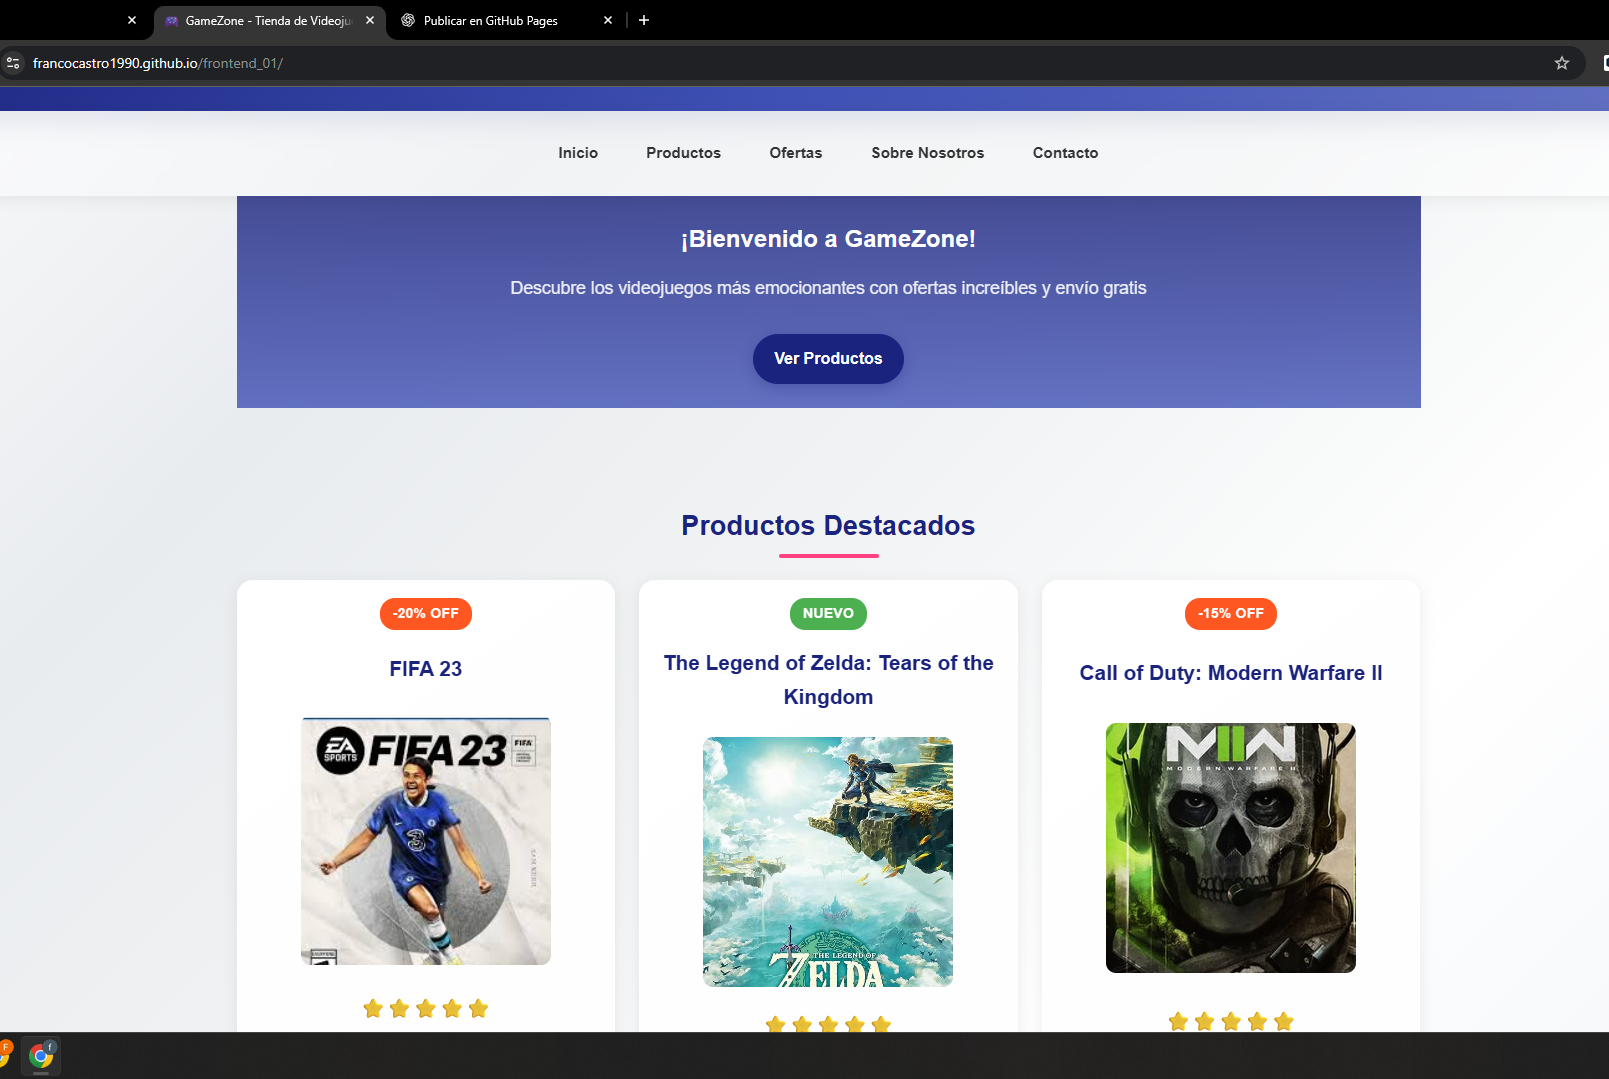 GameZone - Tienda de Videoju
Publicar en GitHub Pages
francocastro1990.github.io/frontend_01/
Inicio
Productos
Ofertas
Sobre Nosotros
Contacto
¡Bienvenido a GameZone!
Descubre los videojuegos más emocionantes con ofertas increíbles y envío gratis
Ver Productos
Productos Destacados
-20% OFF
FIFA 23
EA
SPORTS
FIFA 23
FIFA
NUEVO
The Legend of Zelda: Tears of the
Kingdom
THE LEGEND OF
ZELDA
-15% OFF
Call of Duty: Modern Warfare II
MWII
MODERN WARFARE II
F
f